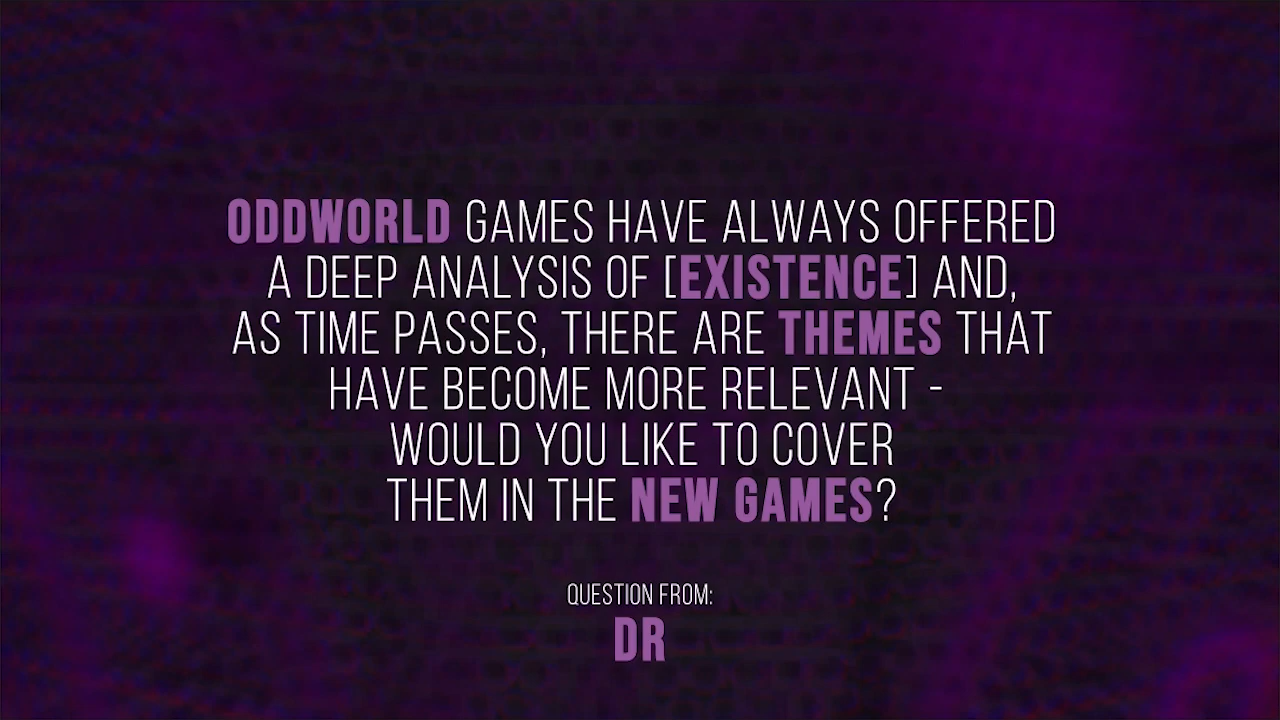 ODDWORLD GAMES HAVE ALWAYS OFFERED
A DEEP ANALYSIS OF [EXISTENCE] AND,
AS TIME PASSES, THERE ARE THEMES THAT
HAVE BECOME MORE RELEVANT -
WOULD YOU LIKE TO COVER
THEM IN THE NEW GAMES?
QUESTION FROM:
DR